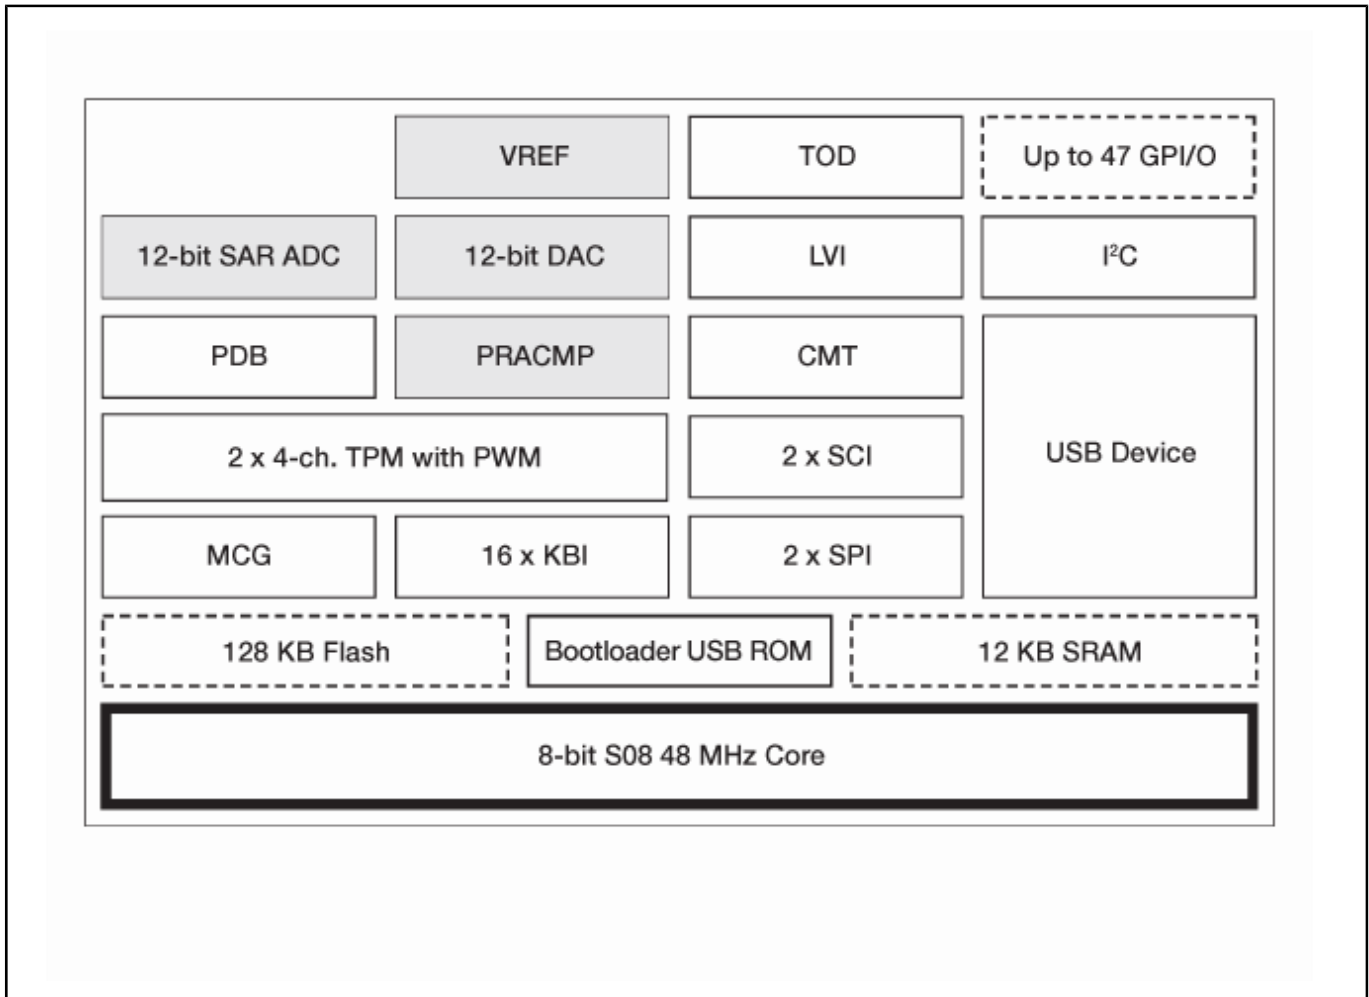 VREF
TOD
Up to 47 GPI/O
12-bit SAR ADC
12-bit DAC
LVI
I²C
PDB
PRACMP
CMT
USB Device
2 x 4-ch. TPM with PWM
2 x SCI
MCG
16 x KBI
2 x SPI
128 KB Flash
Bootloader USB ROM
12 KB SRAM
8-bit S08 48 MHz Core